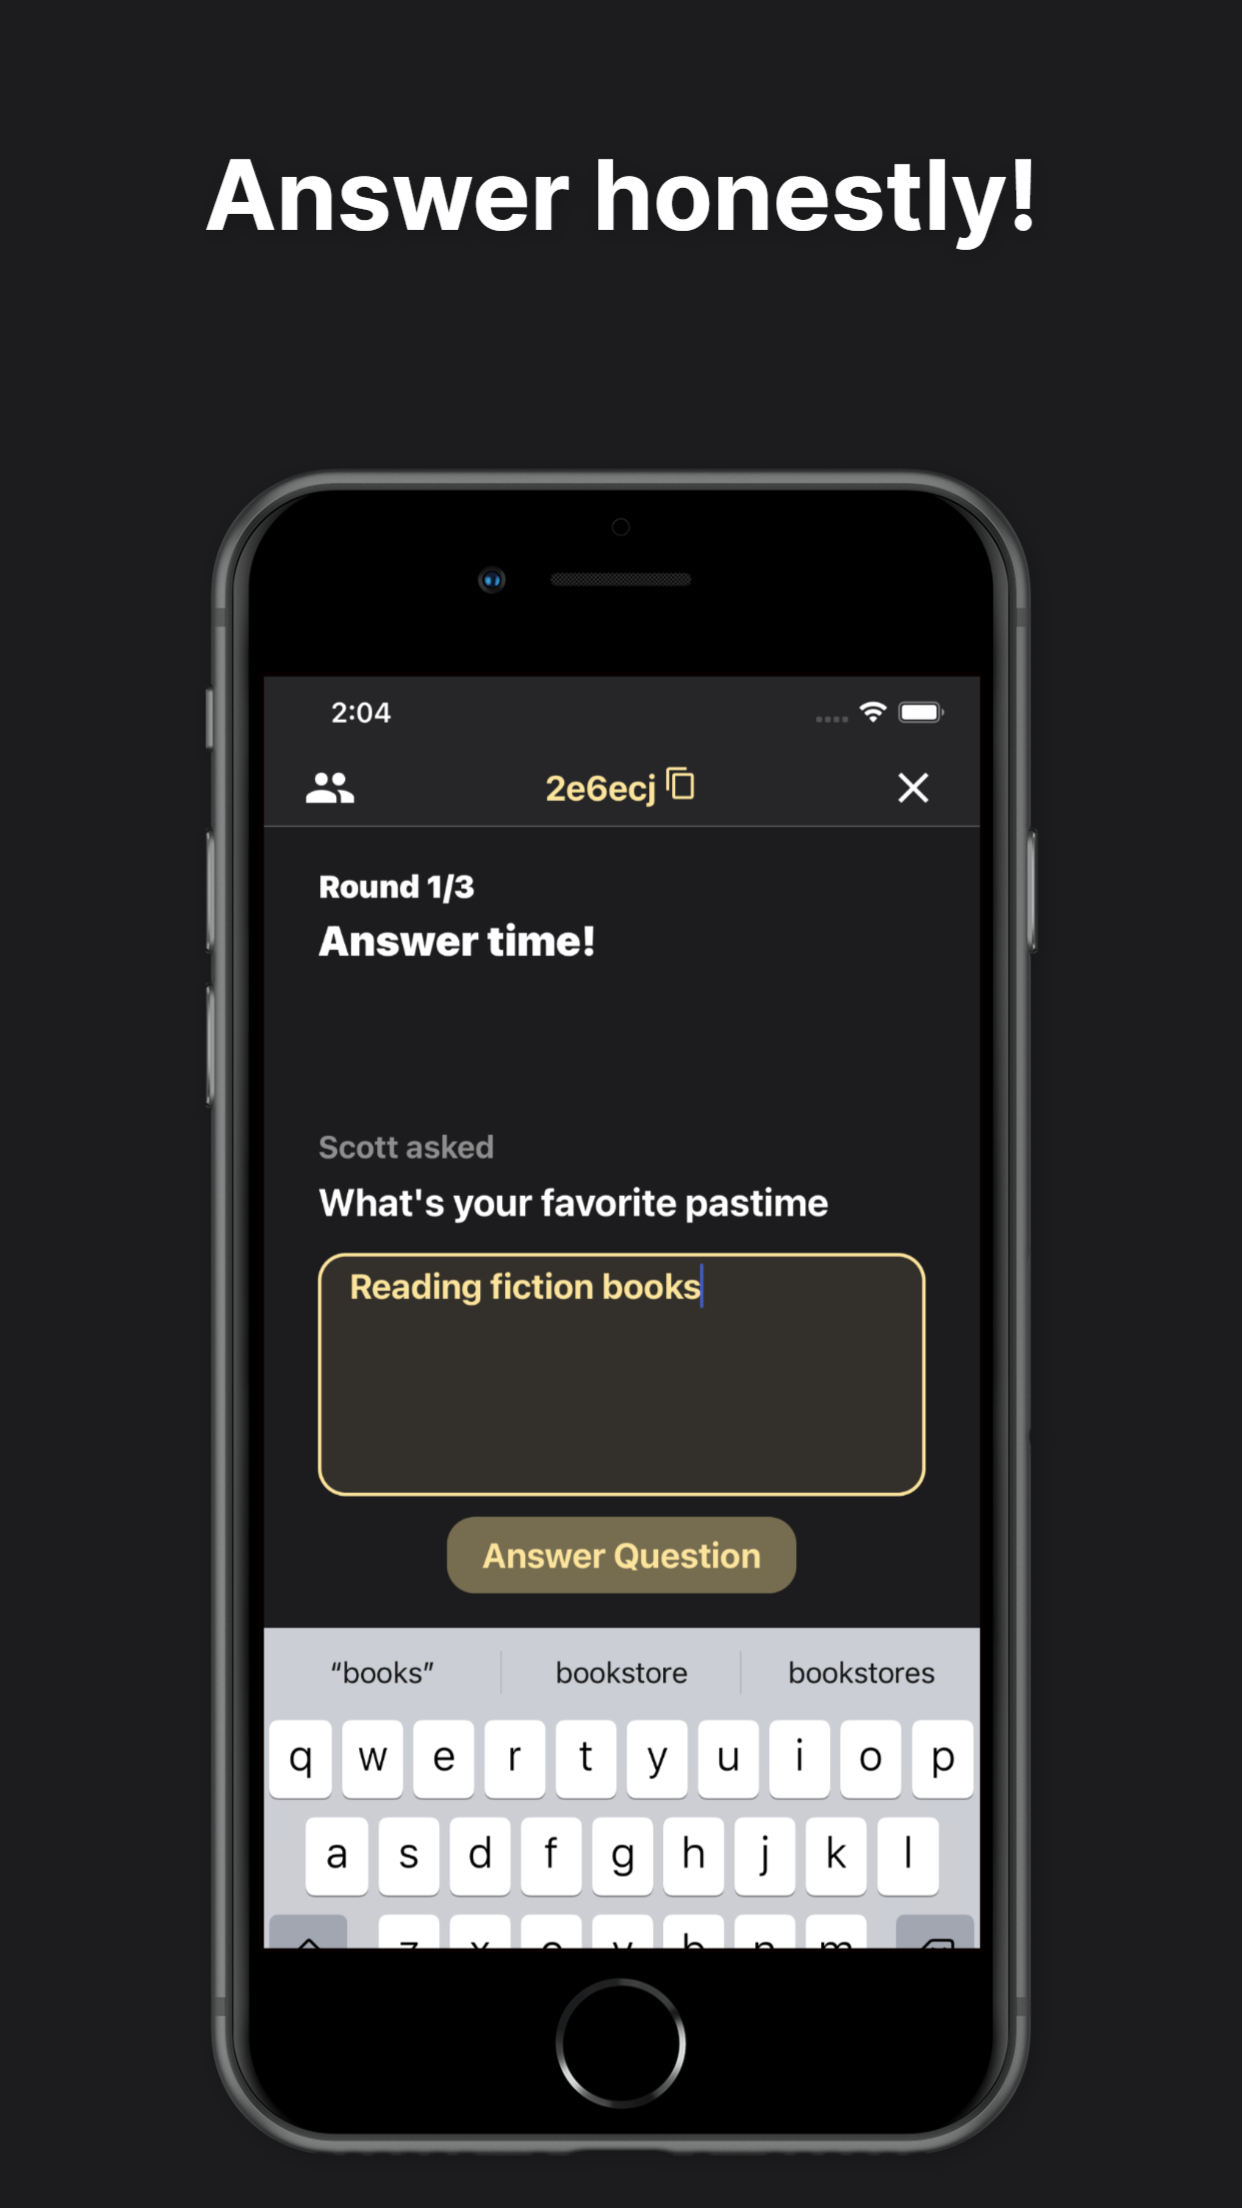 Answer honestly!
2:04
2e6ecj
Round 1/3
Answer time!
Scott asked
What's your favorite pastime
Reading fiction books
Answer Question
“books” bookstore bookstores
q w e r t y u i o p
a s d f g h j k l
z x c v b n m